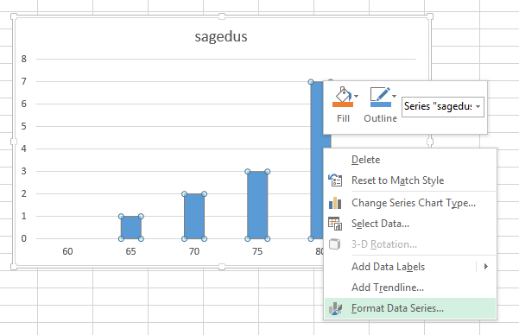 sagedus
8
7
6
5
4
3
2
1
0
60
65
70
75
Fill
Outline
Series "sagedu
Delete
Reset to Match Style
Change Series Chart Type...
Select Data...
3-D Rotation...
Add Data Labels
Add Trendline...
Format Data Series...